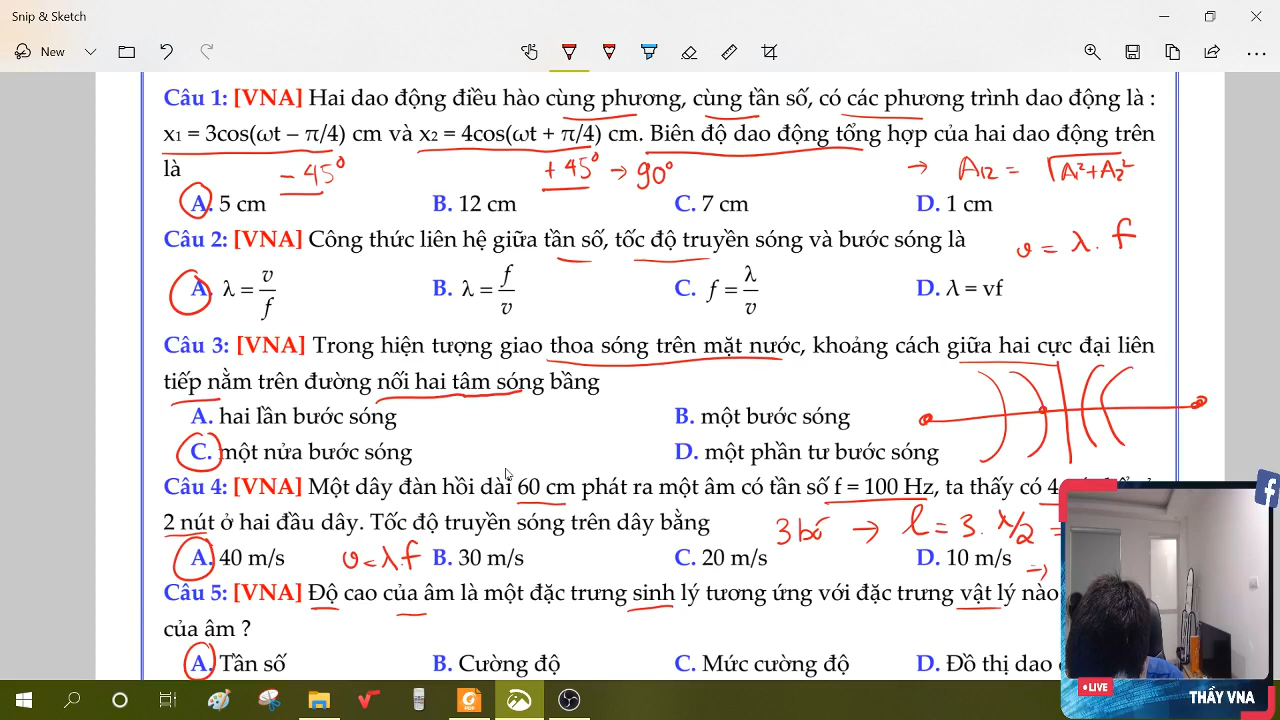 Snip & Sketch
New
Câu 1: [VNA] Hai dao động điều hào cùng phương, cùng tần số, có các phương trình dao động là :
x1 = 3cos(ωt – π/4) cm và x2 = 4cos(ωt + π/4) cm. Biên độ dao động tổng hợp của hai dao động trên
là
- 45° + 45° → 90° → A12 = √A1²+A2²
A. 5 cm B. 12 cm C. 7 cm D. 1 cm
Câu 2: [VNA] Công thức liên hệ giữa tần số, tốc độ truyền sóng và bước sóng là
v = λ. f
A. λ = v/f B. λ = f/v C. f = λ/v D. λ = vf
Câu 3: [VNA] Trong hiện tượng giao thoa sóng trên mặt nước, khoảng cách giữa hai cực đại liên
tiếp nằm trên đường nối hai tâm sóng bằng
A. hai lần bước sóng B. một bước sóng
C. một nửa bước sóng D. một phần tư bước sóng
Câu 4: [VNA] Một dây đàn hồi dài 60 cm phát ra một âm có tần số f = 100 Hz, ta thấy có 4
2 nút ở hai đầu dây. Tốc độ truyền sóng trên dây bằng
3 bó → l = 3. λ/2 =
A. 40 m/s v = λ.f B. 30 m/s C. 20 m/s D. 10 m/s →
Câu 5: [VNA] Độ cao của âm là một đặc trưng sinh lý tương ứng với đặc trưng vật lý nào
của âm ?
A. Tần số B. Cường độ C. Mức cường độ D. Đồ thị dao
LIVE
THẦY VNA